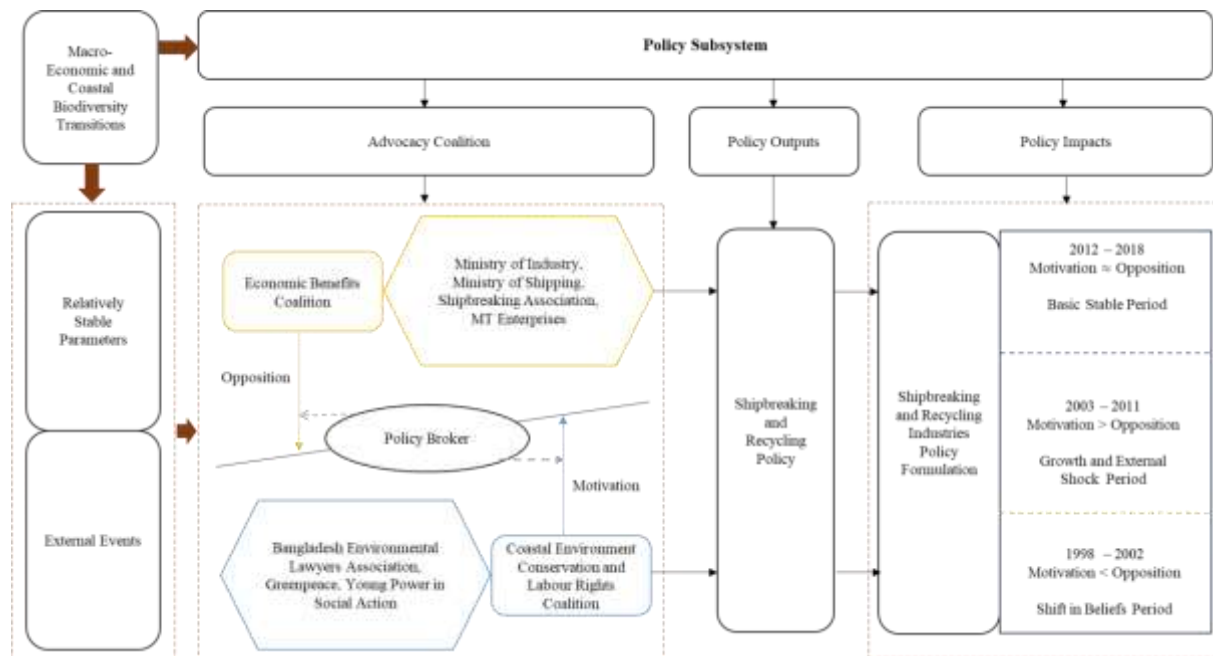 Macro-
Economic and
Coastal
Biodiversity
Transitions
Policy Subsystem
Advocacy Coalition
Policy Outputs
Policy Impacts
Relatively
Stable
Parameters
External Events
Economic Benefits
Coalition
Ministry of Industry,
Ministry of Shipping,
Shipbreaking Association,
MT Enterprises
Opposition
Policy Broker
Motivation
Bangladesh Environmental
Lawyers Association,
Greenpeace, Young Power in
Social Action
Coastal Environment
Conservation and
Labour Rights
Coalition
Shipbreaking
and
Recycling
Policy
Shipbreaking
and Recycling
Industries
Policy
Formulation
2012 – 2018
Motivation ≈ Opposition
Basic Stable Period
2003 – 2011
Motivation > Opposition
Growth and External
Shock Period
1998 – 2002
Motivation < Opposition
Shift in Beliefs Period